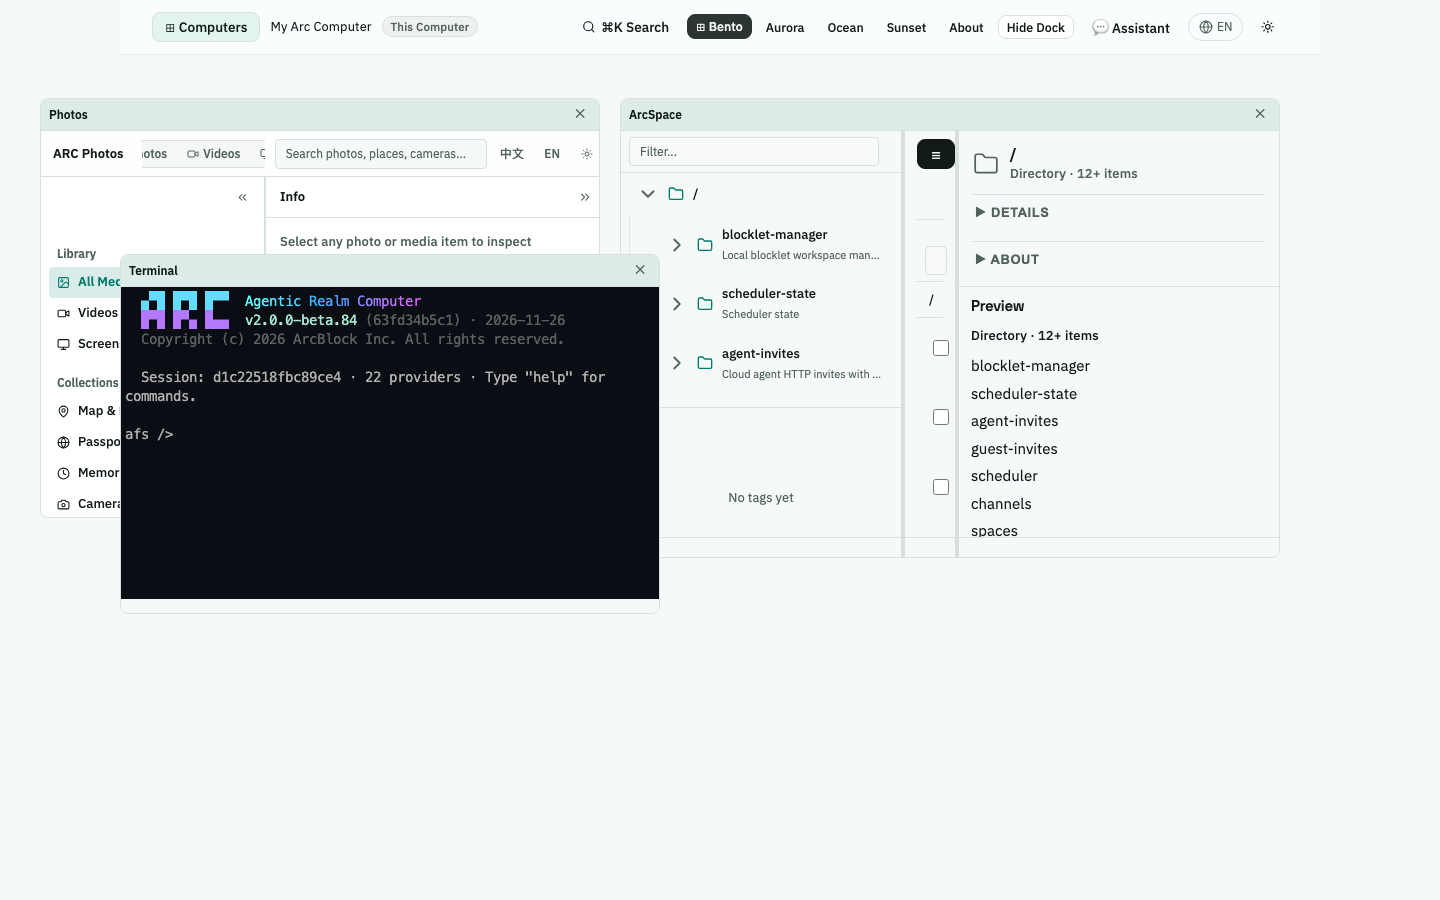 Computers My Arc Computer This Computer ⌘K Search Bento Aurora Ocean Sunset About Hide Dock Assistant EN
Photos
ARC Photos otos Videos Search photos, places, cameras... 中文 EN
«
Info »
Select any photo or media item to inspect
Library
All Med
Videos
Screen
Collections
Map &
Passpo
Memor
Camera
Terminal
ARC
Agentic Realm Computer
v2.0.0-beta.84 (63fd34b5c1) · 2026-11-26
Copyright (c) 2026 ArcBlock Inc. All rights reserved.
Session: d1c22518fbc89ce4 · 22 providers · Type "help" for
commands.
afs />
ArcSpace
Filter...
/
blocklet-manager
Local blocklet workspace man...
scheduler-state
Scheduler state
agent-invites
Cloud agent HTTP invites with ...
No tags yet
≡
/
/
Directory · 12+ items
▶ DETAILS
▶ ABOUT
Preview
Directory · 12+ items
blocklet-manager
scheduler-state
agent-invites
guest-invites
scheduler
channels
spaces